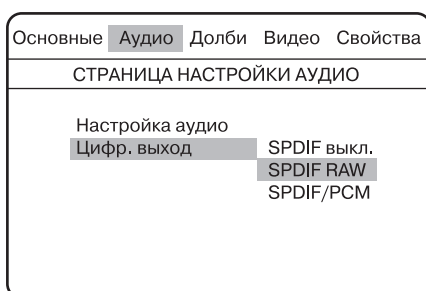 Основные Аудио Долби Видео Свойства
СТРАНИЦА НАСТРОЙКИ АУДИО
Настройка аудио
Цифр. выход SPDIF выкл.
SPDIF RAW
SPDIF/PCM